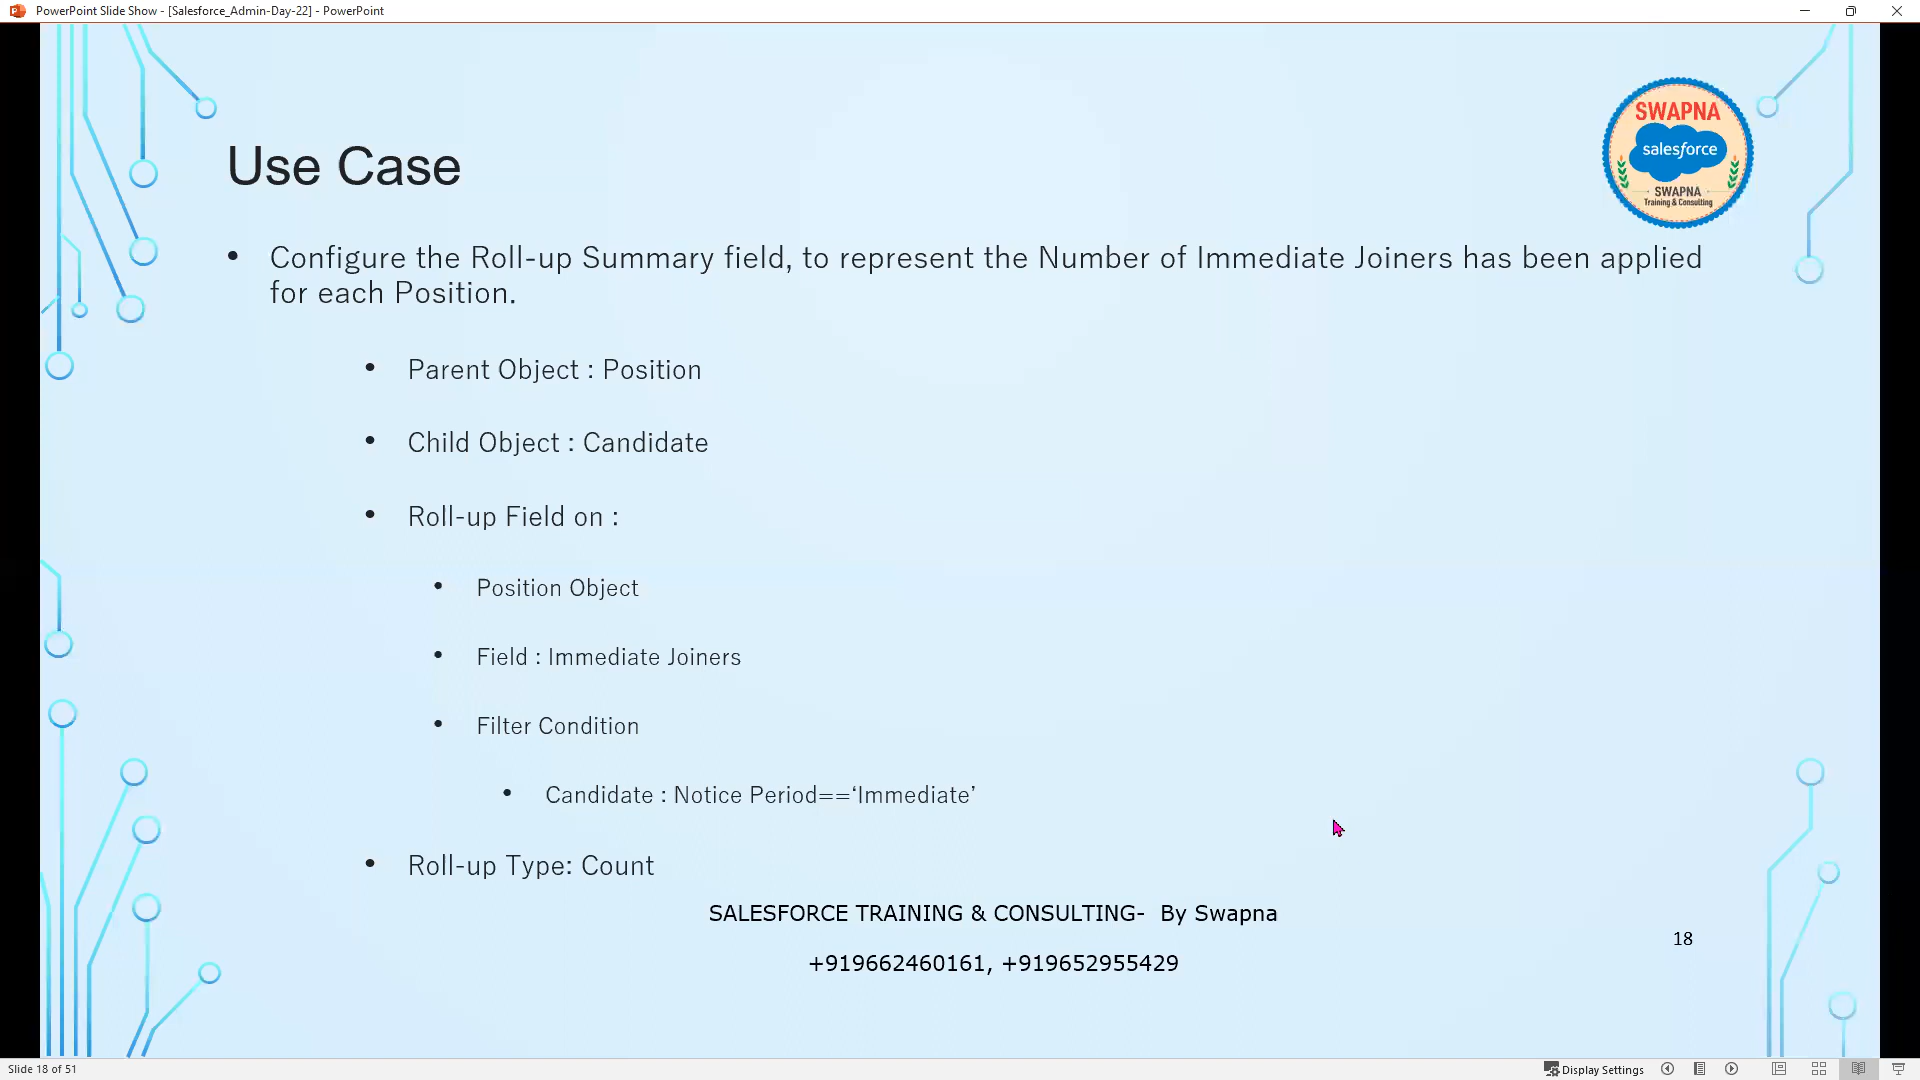 PowerPoint Slide Show - [Salesforce_Admin-Day-22] - PowerPoint
SWAPNA
salesforce
SWAPNA
Training & Consulting
Use Case
• Configure the Roll-up Summary field, to represent the Number of Immediate Joiners has been applied
for each Position.
• Parent Object : Position
• Child Object : Candidate
• Roll-up Field on :
• Position Object
• Field : Immediate Joiners
• Filter Condition
• Candidate : Notice Period==‘Immediate’
• Roll-up Type: Count
SALESFORCE TRAINING & CONSULTING- By Swapna
18
+919662460161, +919652955429
Slide 18 of 51
Display Settings